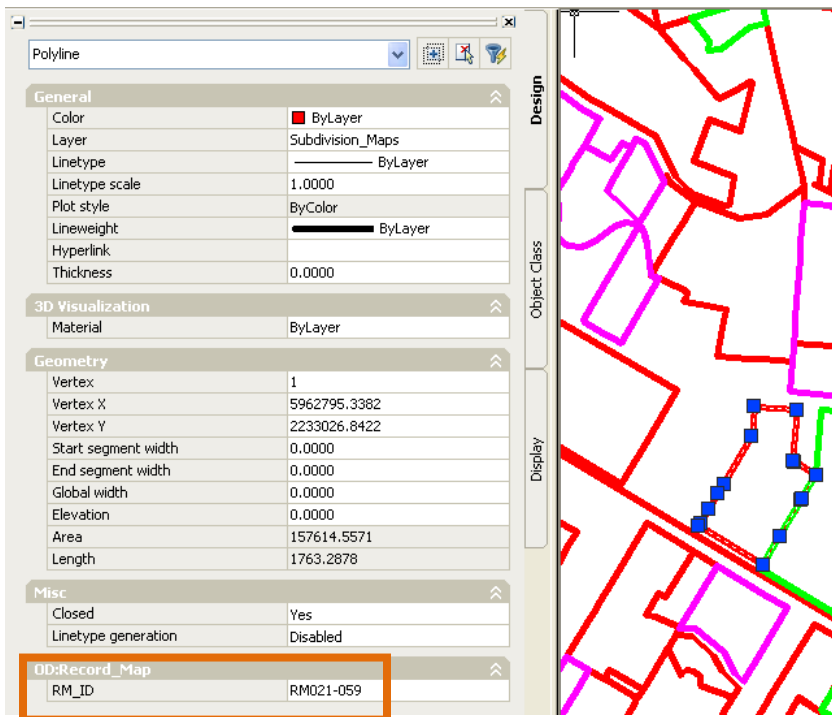 Polyline
General
Color ByLayer
Layer Subdivision_Maps
Linetype ByLayer
Linetype scale 1.0000
Plot style ByColor
Lineweight ByLayer
Hyperlink
Thickness 0.0000
3D Visualization
Material ByLayer
Geometry
Vertex 1
Vertex X 5962795.3382
Vertex Y 2233026.8422
Start segment width 0.0000
End segment width 0.0000
Global width 0.0000
Elevation 0.0000
Area 157614.5571
Length 1763.2878
Misc
Closed Yes
Linetype generation Disabled
OD:Record_Map
RM_ID RM021-059
Design
Object Class
Display